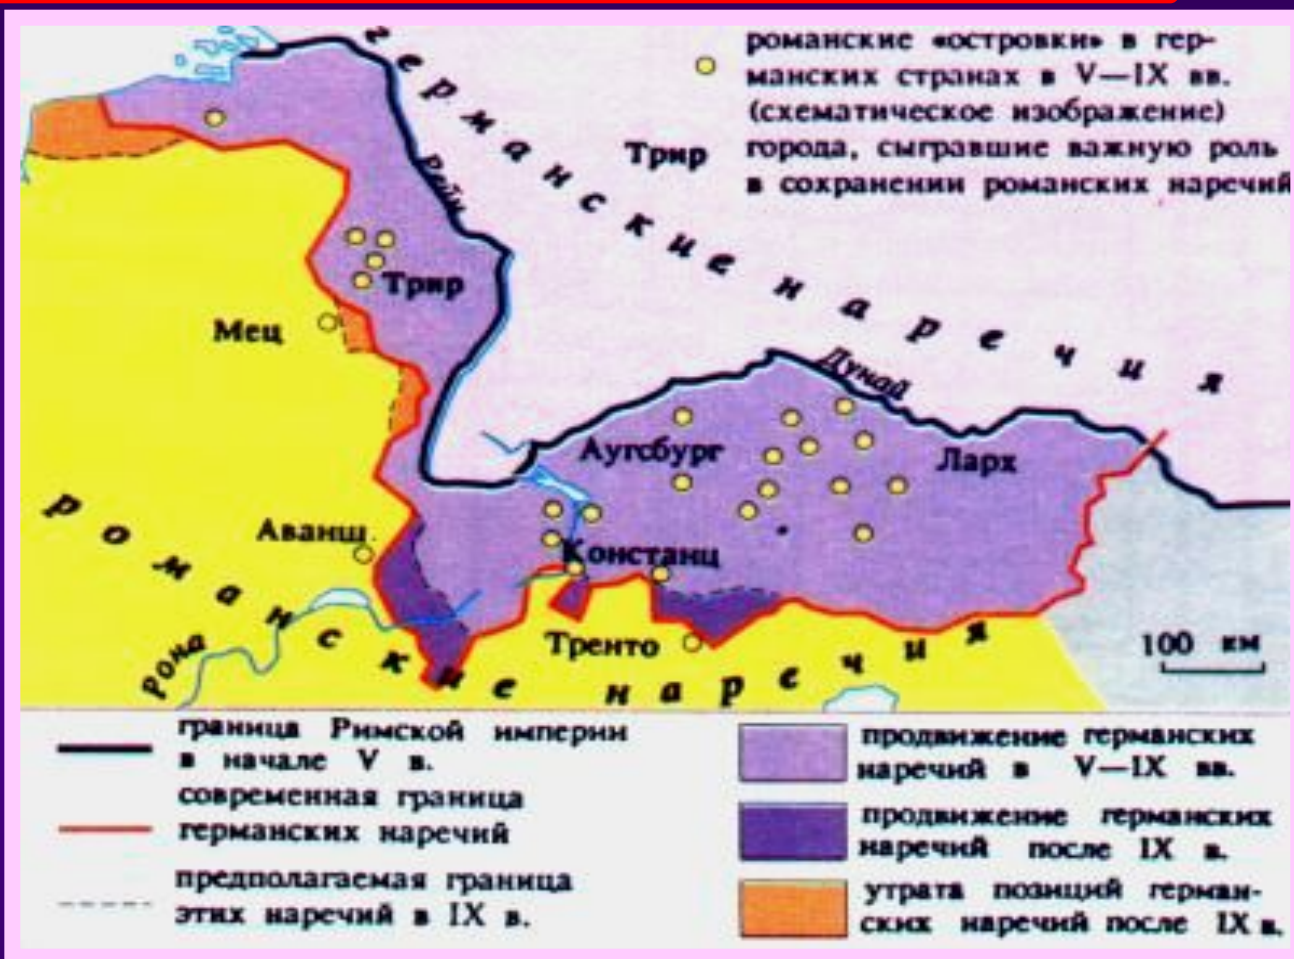 романские «островки» в гер-
манских странах в V—IX вв.
(схематическое изображение)
Трир города, сыгравшие важную роль
в сохранении романских наречий
германские наречия
Рейн
Трир
Мец
Дунай
Аугсбург
Ларх
Аванш
Констанц
Тренто
романские наречия
Рона
100 км
граница Римской империи
в начале V в.
современная граница
германских наречий
предполагаемая граница
этих наречий в IX в.
продвижение германских
наречий в V—IX вв.
продвижение германских
наречий после IX в.
утрата позиций герман-
ских наречий после IX в.